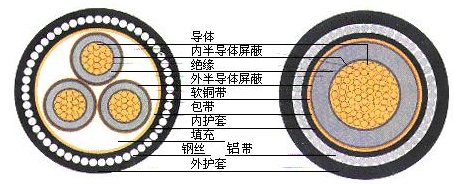 导体
内半导体屏蔽
绝缘
外半导体屏蔽
软铜带
包带
内护套
填充
钢丝 铝带
外护套